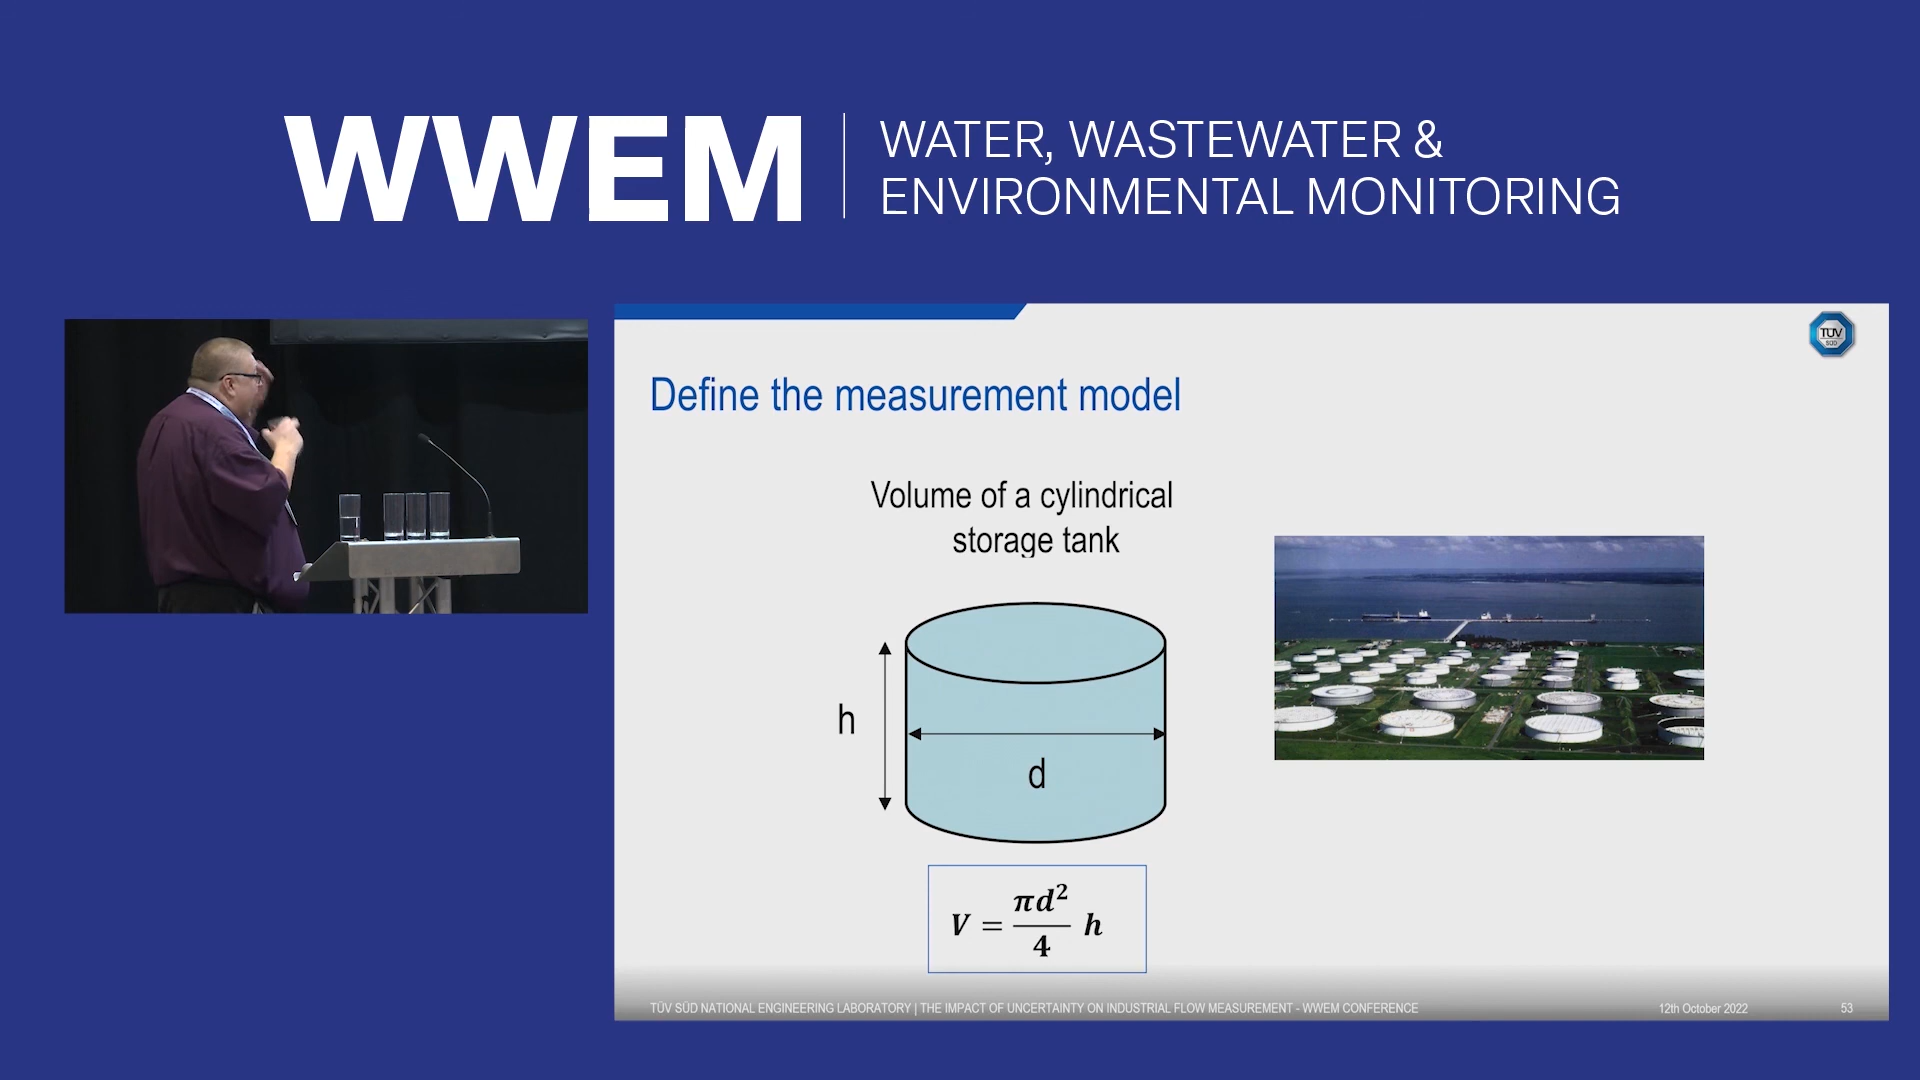 WWEM
WATER, WASTEWATER &
ENVIRONMENTAL MONITORING
TÜV
SÜD
Define the measurement model
Volume of a cylindrical
storage tank
h
d
V = πd²/4 h
TÜV SÜD NATIONAL ENGINEERING LABORATORY | THE IMPACT OF UNCERTAINTY ON INDUSTRIAL FLOW MEASUREMENT - WWEM CONFERENCE
12th October 2022
53